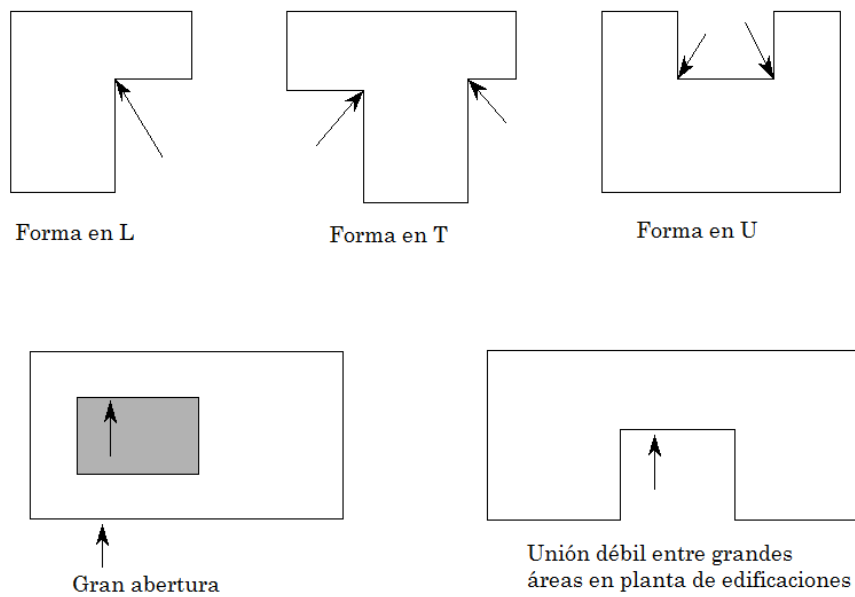 Forma en L
Forma en T
Forma en U
Gran abertura
Unión débil entre grandes
áreas en planta de edificaciones